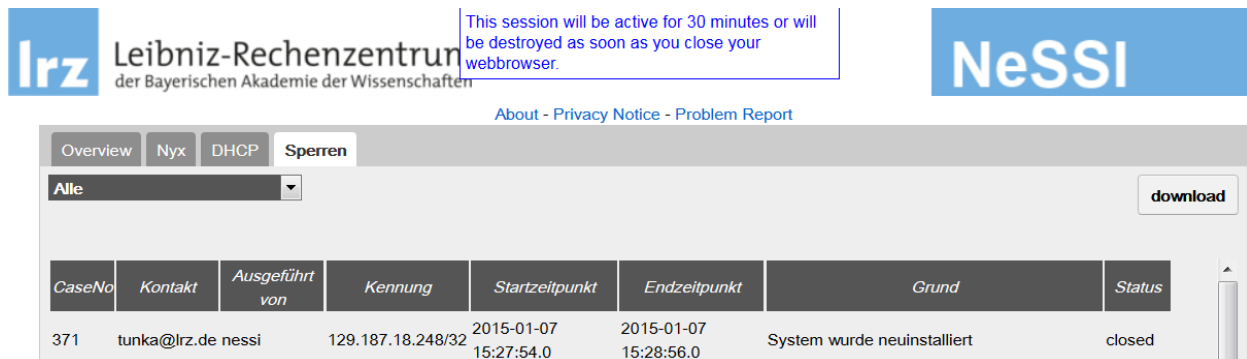 This session will be active for 30 minutes or will
be destroyed as soon as you close your
webbrowser.
lrz
Leibniz-Rechenzentrum
der Bayerischen Akademie der Wissenschaften
NeSSI
About - Privacy Notice - Problem Report
Overview Nyx DHCP Sperren
Alle
download
CaseNo Kontakt Ausgeführt von Kennung Startzeitpunkt Endzeitpunkt Grund Status
371 tunka@lrz.de nessi 129.187.18.248/32 2015-01-07 15:27:54.0 2015-01-07 15:28:56.0 System wurde neuinstalliert closed